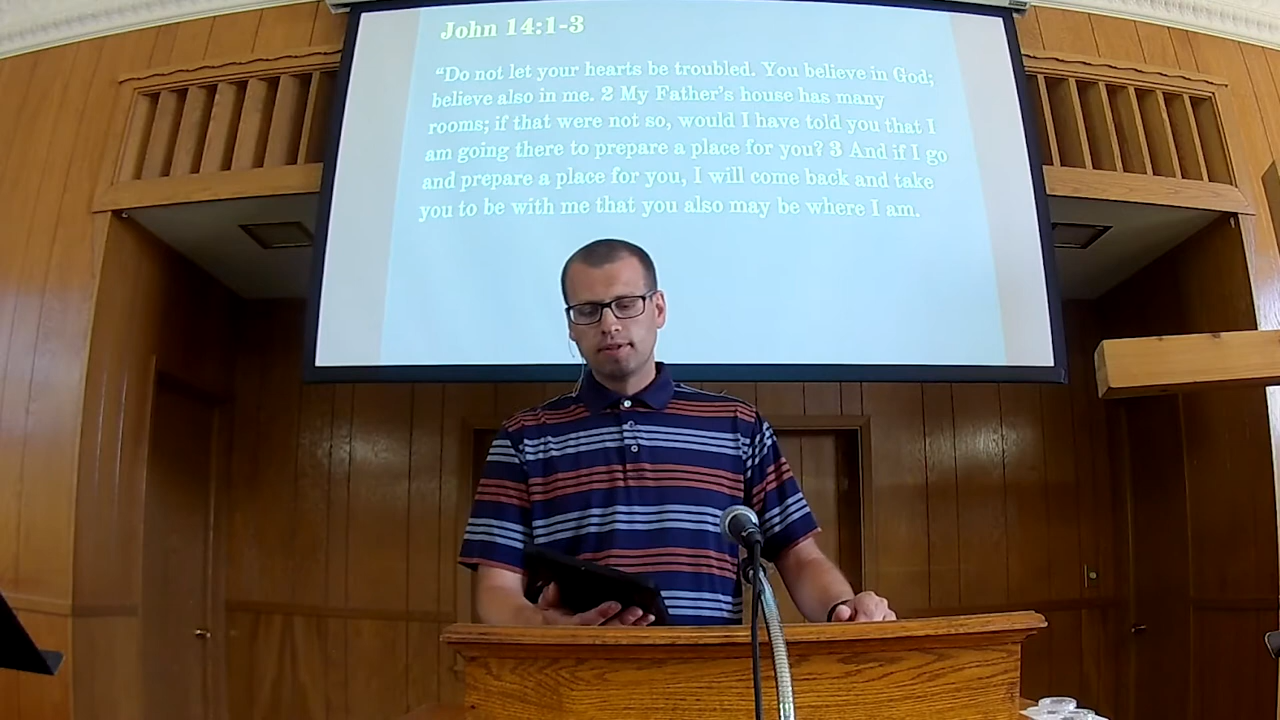 John 14:1-3
“Do not let your hearts be troubled. You believe in God;
believe also in me. 2 My Father’s house has many
rooms; if that were not so, would I have told you that I
am going there to prepare a place for you? 3 And if I go
and prepare a place for you, I will come back and take
you to be with me that you also may be where I am.